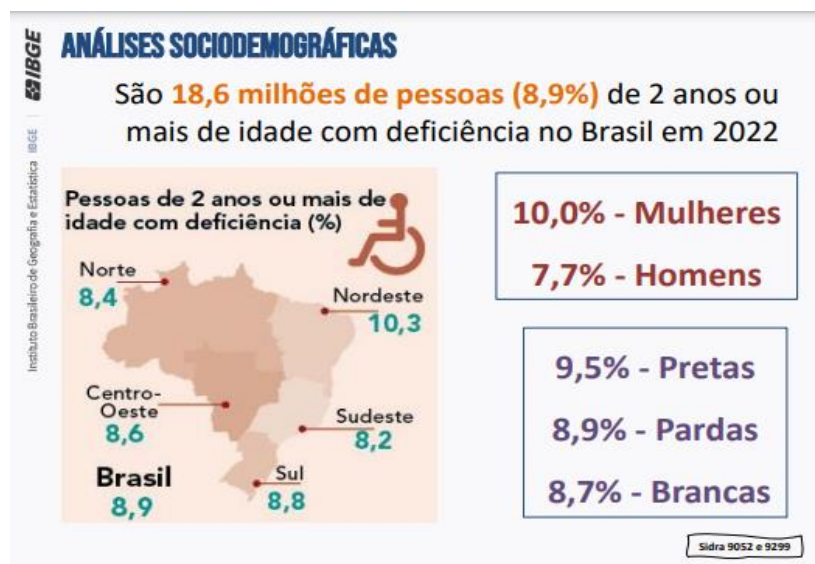 IBGE
Instituto Brasileiro de Geografia e Estatística IBGE
ANÁLISES SOCIODEMOGRÁFICAS
São 18,6 milhões de pessoas (8,9%) de 2 anos ou
mais de idade com deficiência no Brasil em 2022
Pessoas de 2 anos ou mais de
idade com deficiência (%)
Norte
8,4
Nordeste
10,3
Centro-
Oeste
8,6
Sudeste
8,2
Brasil
8,9
Sul
8,8
10,0% - Mulheres
7,7% - Homens
9,5% - Pretas
8,9% - Pardas
8,7% - Brancas
Sidra 9052 e 9299